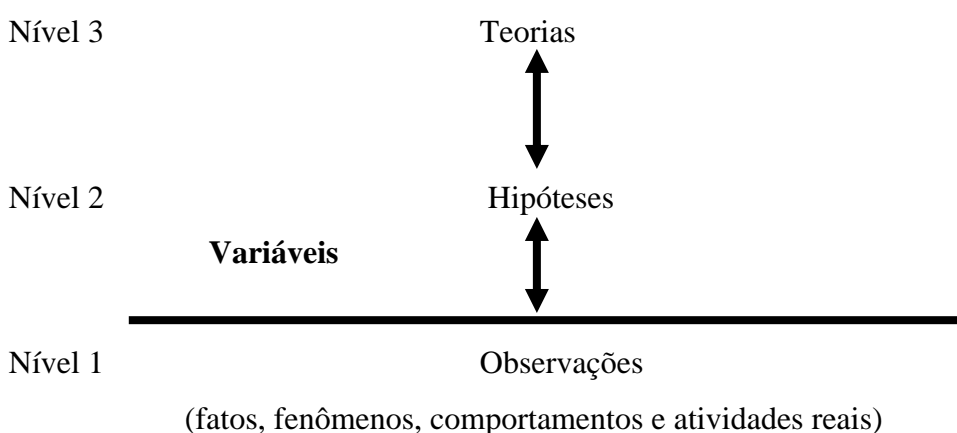 Nível 3 Teorias
Nível 2 Hipóteses
Variáveis
Nível 1 Observações
(fatos, fenômenos, comportamentos e atividades reais)